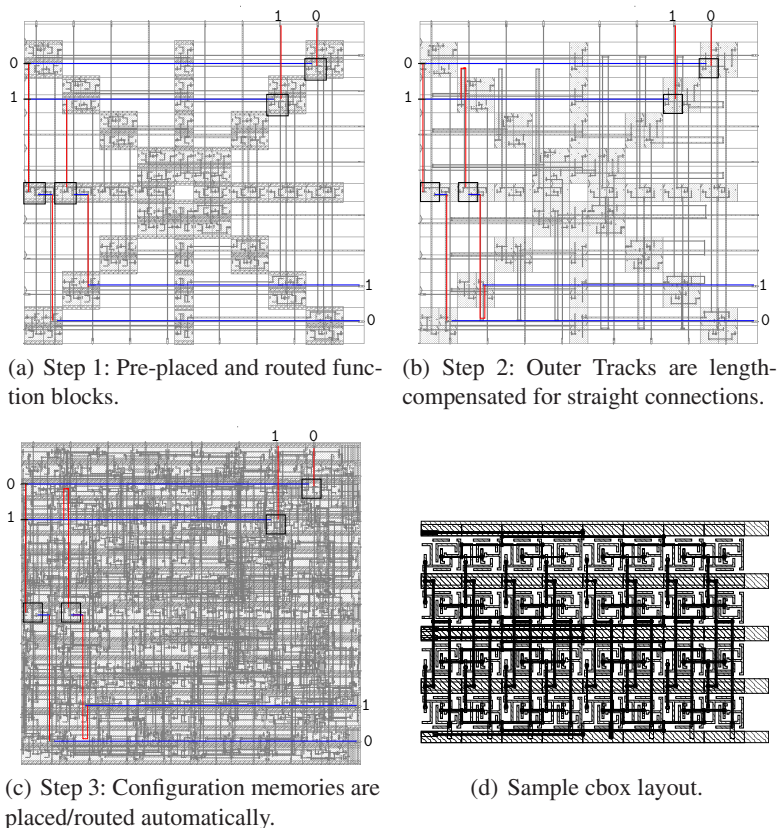 1 0
0
1
1
0
(a) Step 1: Pre-placed and routed func-
tion blocks.
1 0
0
1
1
0
(b) Step 2: Outer Tracks are length-
compensated for straight connections.
1 0
0
1
1
0
(c) Step 3: Configuration memories are
placed/routed automatically.
(d) Sample cbox layout.